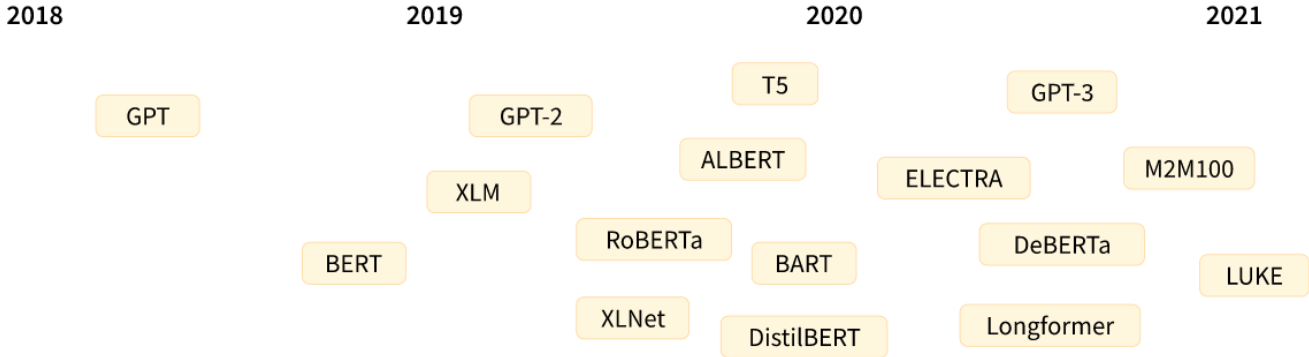 2018 2019 2020 2021
T5 GPT-3
GPT GPT-2
ALBERT M2M100
ELECTRA
XLM
RoBERTa DeBERTa
BERT BART LUKE
XLNet Longformer
DistilBERT